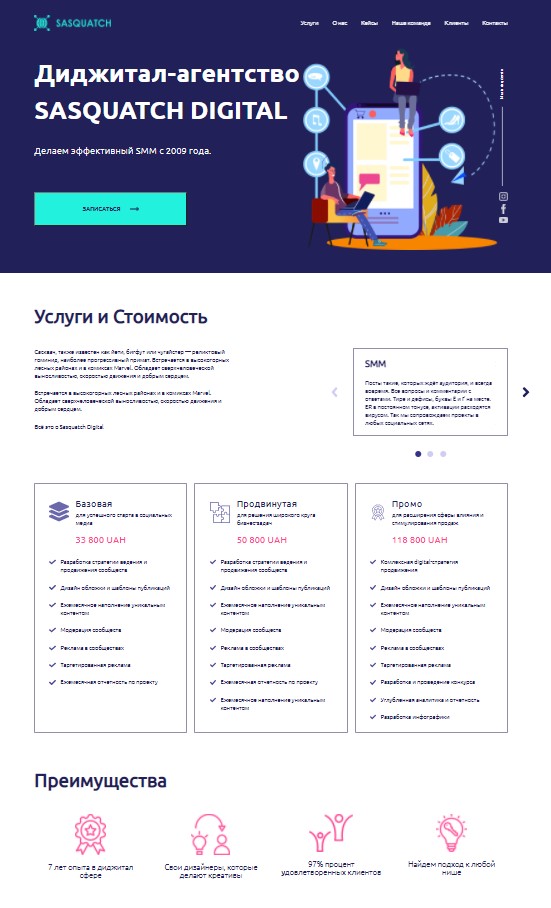 SASQUATCH
Услуги О нас Кейсы Наша команда Клиенты Контакты
Диджитал-агентство
SASQUATCH DIGITAL
Делаем эффективный SMM с 2009 года.
ЗАПИСАТЬСЯ
Услуги и Стоимость
Сасквач, также известен как йети, бигфут или чугайстер — реликтовый
гоминид, наиболее прогрессивный примат. Встречается в высокогорных
лесных районах и в комиксах Marvel. Обладает сверхчеловеческой
выносливостью, скоростью движения и добрым сердцем.
Встречается в высокогорных лесных районах и в комиксах Marvel.
Обладает сверхчеловеческой выносливостью, скоростью движения и
добрым сердцем.
Всё это о Sasquatch Digital
SMM
Посты такие, которых ждёт аудитория, и всегда
вовремя. Все вопросы и комментарии с
ответами. Тире и дефисы, буквы Е и Г на месте,
ER в постоянном тонусе, активации расходятся
вирусом. Так мы сопровождаем проекты в
любых социальных сетях.
Базовая
для успешного старта в социальных
медиа
33 800 UAH
Разработка стратегии ведения и
продвижения сообществ
Дизайн обложки и шаблоны публикаций
Ежемесячное наполнение уникальным
контентом
Модерация сообществ
Реклама в сообществах
Таргетированная реклама
Ежемесячная отчетность по проекту
Продвинутая
для решения широкого круга
бизнес-задач
50 800 UAH
Разработка стратегии ведения и
продвижения сообществ
Дизайн обложки и шаблоны публикаций
Ежемесячное наполнение уникальным
контентом
Модерация сообществ
Реклама в сообществах
Таргетированная реклама
Ежемесячная отчетность по проекту
Ежемесячное наполнение уникальным
контентом
Промо
для расширения сферы влияния и
стимулирования продаж
118 800 UAH
Комплексная digital-стратегия
продвижения
Дизайн обложки и шаблоны публикаций
Ежемесячное наполнение уникальным
контентом
Модерация сообществ
Реклама в сообществах
Таргетированная реклама
Разработка и проведение конкурса
Углубленная аналитика и отчетность
Разработка инфографики
Преимущества
7 лет опыта в диджитал
сфере
Свои дизайнеры, которые
делают креативы
97% процент
удовлетворенных клиентов
Найдем подход к любой
нише